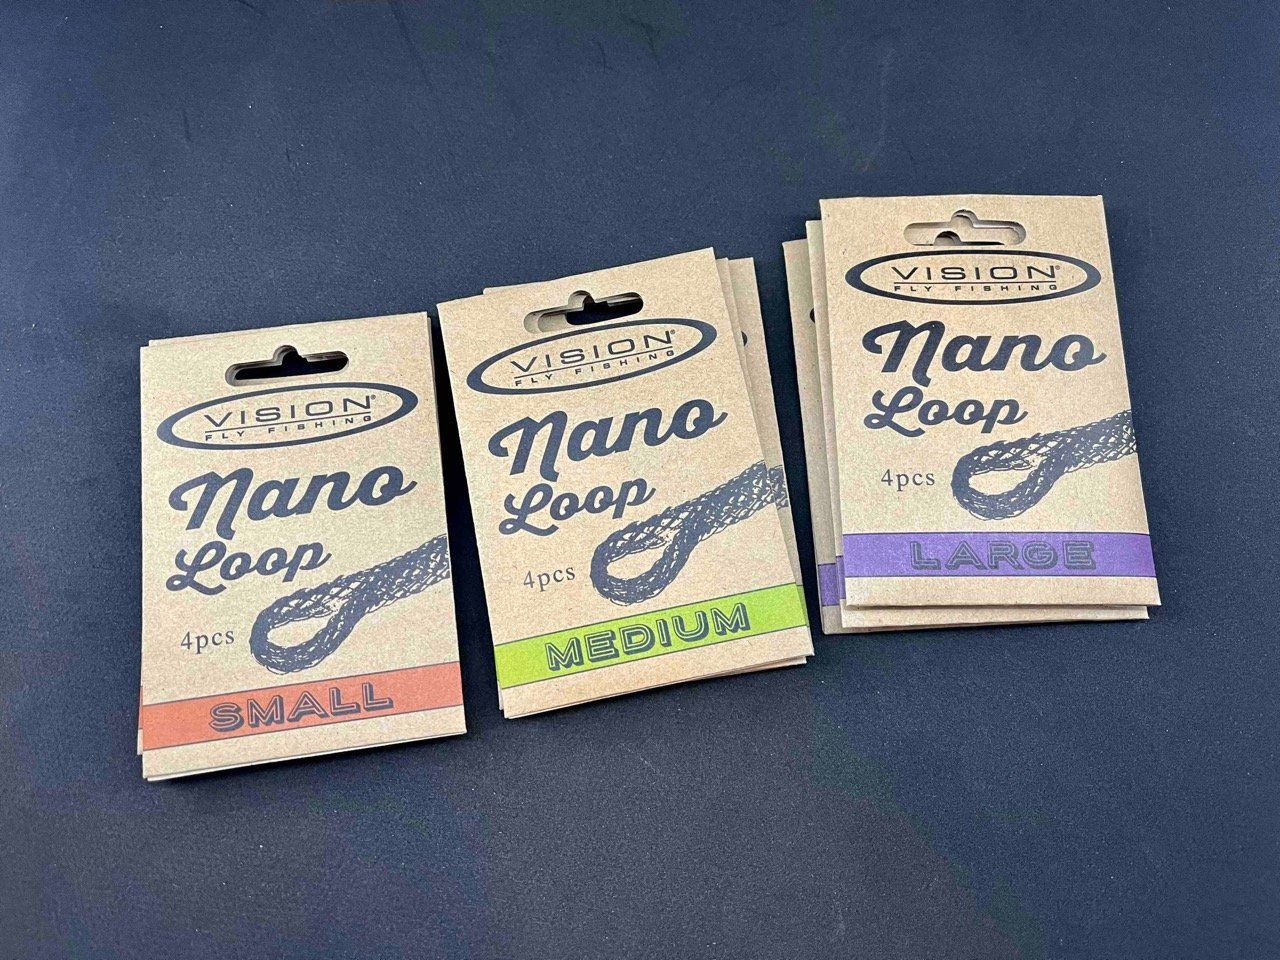 VISION®
FLY FISHING
Nano
Loop
4pcs
SMALL
VISION®
FLY FISHING
Nano
Loop
4pcs
MEDIUM
VISION®
FLY FISHING
Nano
Loop
4pcs
LARGE